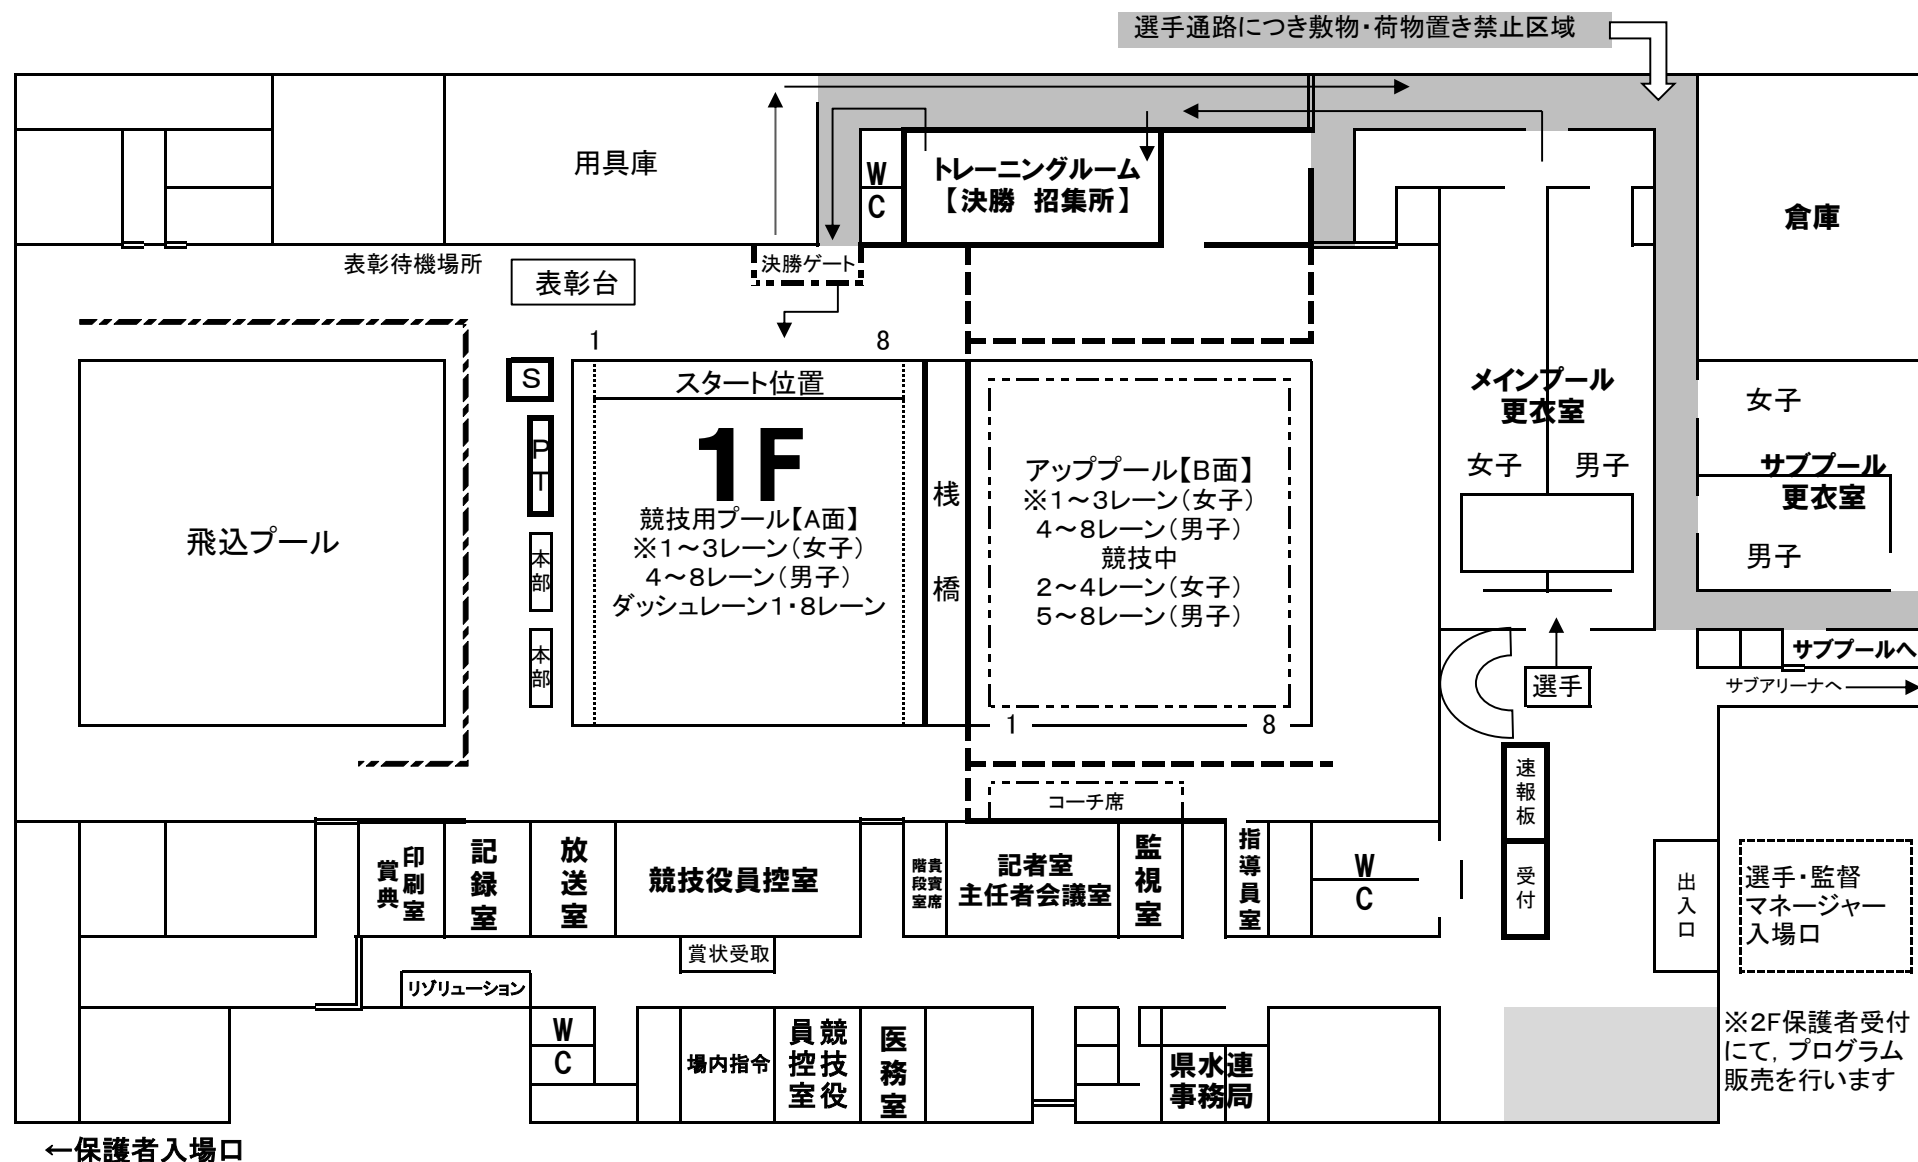 選手通路につき敷物・荷物置き禁止区域
用具庫
W
C
トレーニングルーム
【決勝 招集所】
倉庫
表彰待機場所
表彰台
決勝ゲート
1
8
S
スタート位置
P
T
1F
競技用プール【A面】
※1～3レーン(女子)
4～8レーン(男子)
ダッシュレーン1・8レーン
桟
橋
アッププール【B面】
※1～3レーン(女子)
4～8レーン(男子)
競技中
2～4レーン(女子)
5～8レーン(男子)
1
8
飛込プール
本部
本部
メインプール
更衣室
女子
男子
女子
サブプール
更衣室
男子
サブプールへ
サブアリーナへ
選手
速報板
受付
コーチ席
賞典
印刷室
記録室
放送室
競技役員控室
貴賓席
階段室
記者室
主任者会議室
監視室
指導員室
W
C
出入口
選手・監督
マネージャー
入場口
賞状受取
リゾリューション
W
C
場内指令
競技役
員控室
医務室
県水連
事務局
※2F保護者受付
にて, プログラム
販売を行います
←保護者入場口